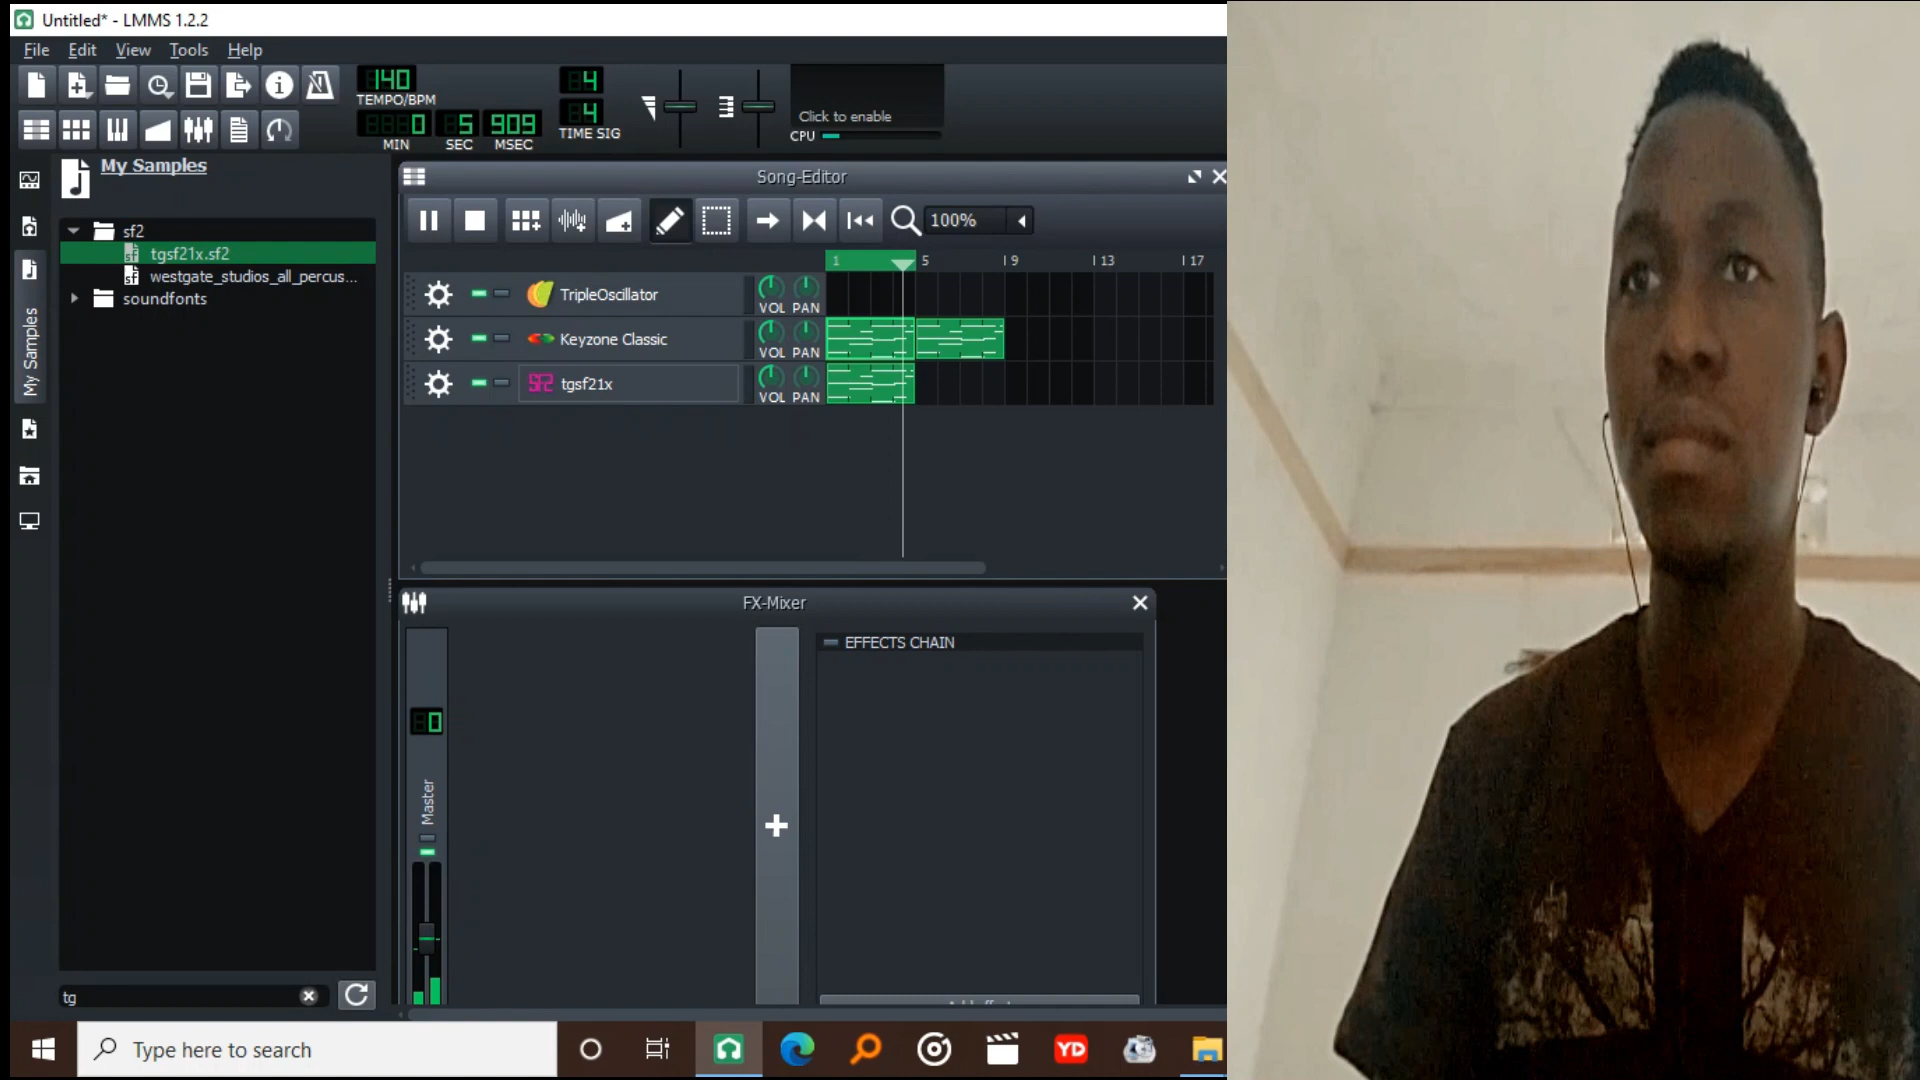 Untitled* - LMMS 1.2.2
File Edit View Tools Help
140
TEMPO/BPM
0 5 909
MIN SEC MSEC
4
4
TIME SIG
Click to enable
CPU
My Samples
My Samples
sf2
tgsf21x.sf2
westgate_studios_all_percus...
soundfonts
tg
Song-Editor
100%
1 5 9 13 17
TripleOscillator
VOL PAN
Keyzone Classic
VOL PAN
SF2 tgsf21x
VOL PAN
FX-Mixer
0
Master
EFFECTS CHAIN
Type here to search
YD